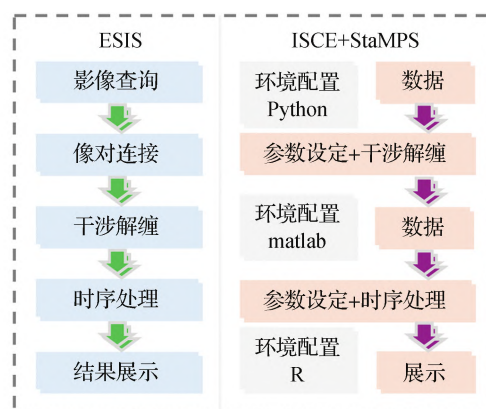 ESIS
影像查询
像对连接
干涉解缠
时序处理
结果展示
ISCE+StaMPS
环境配置
Python
数据
参数设定+干涉解缠
环境配置
matlab
数据
参数设定+时序处理
环境配置
R
展示